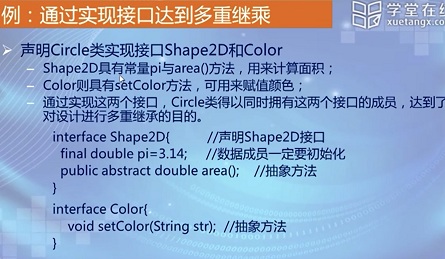 例：通过实现接口达到多重继乘
学堂在线
xuetangx.com
➢ 声明Circle类实现接口Shape2D和Color
– Shape2D具有常量pi与area()方法，用来计算面积；
– Color则具有setColor方法，可用来赋值颜色；
– 通过实现这两个接口，Circle类得以同时拥有这两个接口的成员，达到了
对设计进行多重继承的目的。
interface Shape2D{ //声明Shape2D接口
final double pi=3.14; //数据成员一定要初始化
public abstract double area(); //抽象方法
}
interface Color{
void setColor(String str); //抽象方法
}